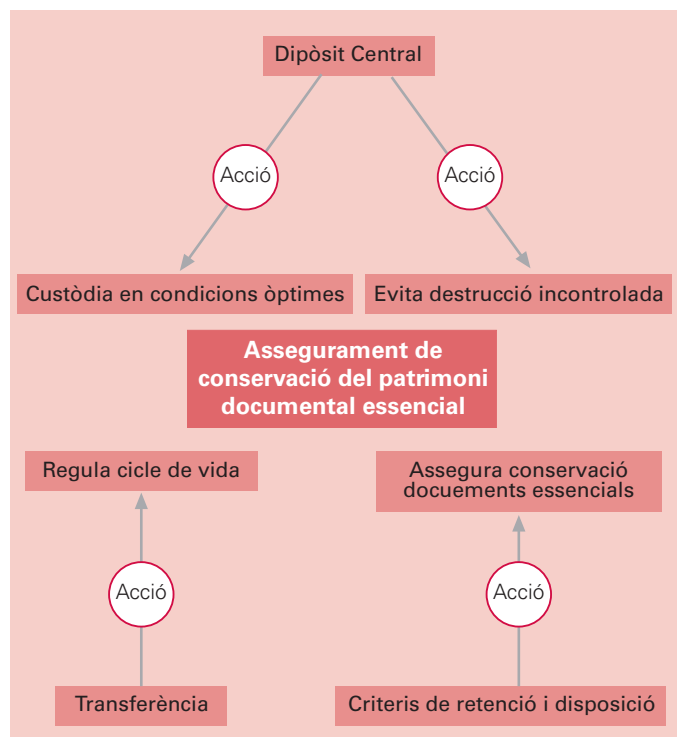 Dipòsit Central
Acció
Acció
Custòdia en condicions òptimes
Evita destrucció incontrolada
Assegurament de
conservació del patrimoni
documental essencial
Regula cicle de vida
Assegura conservació
docuements essencials
Acció
Acció
Transferència
Criteris de retenció i disposició